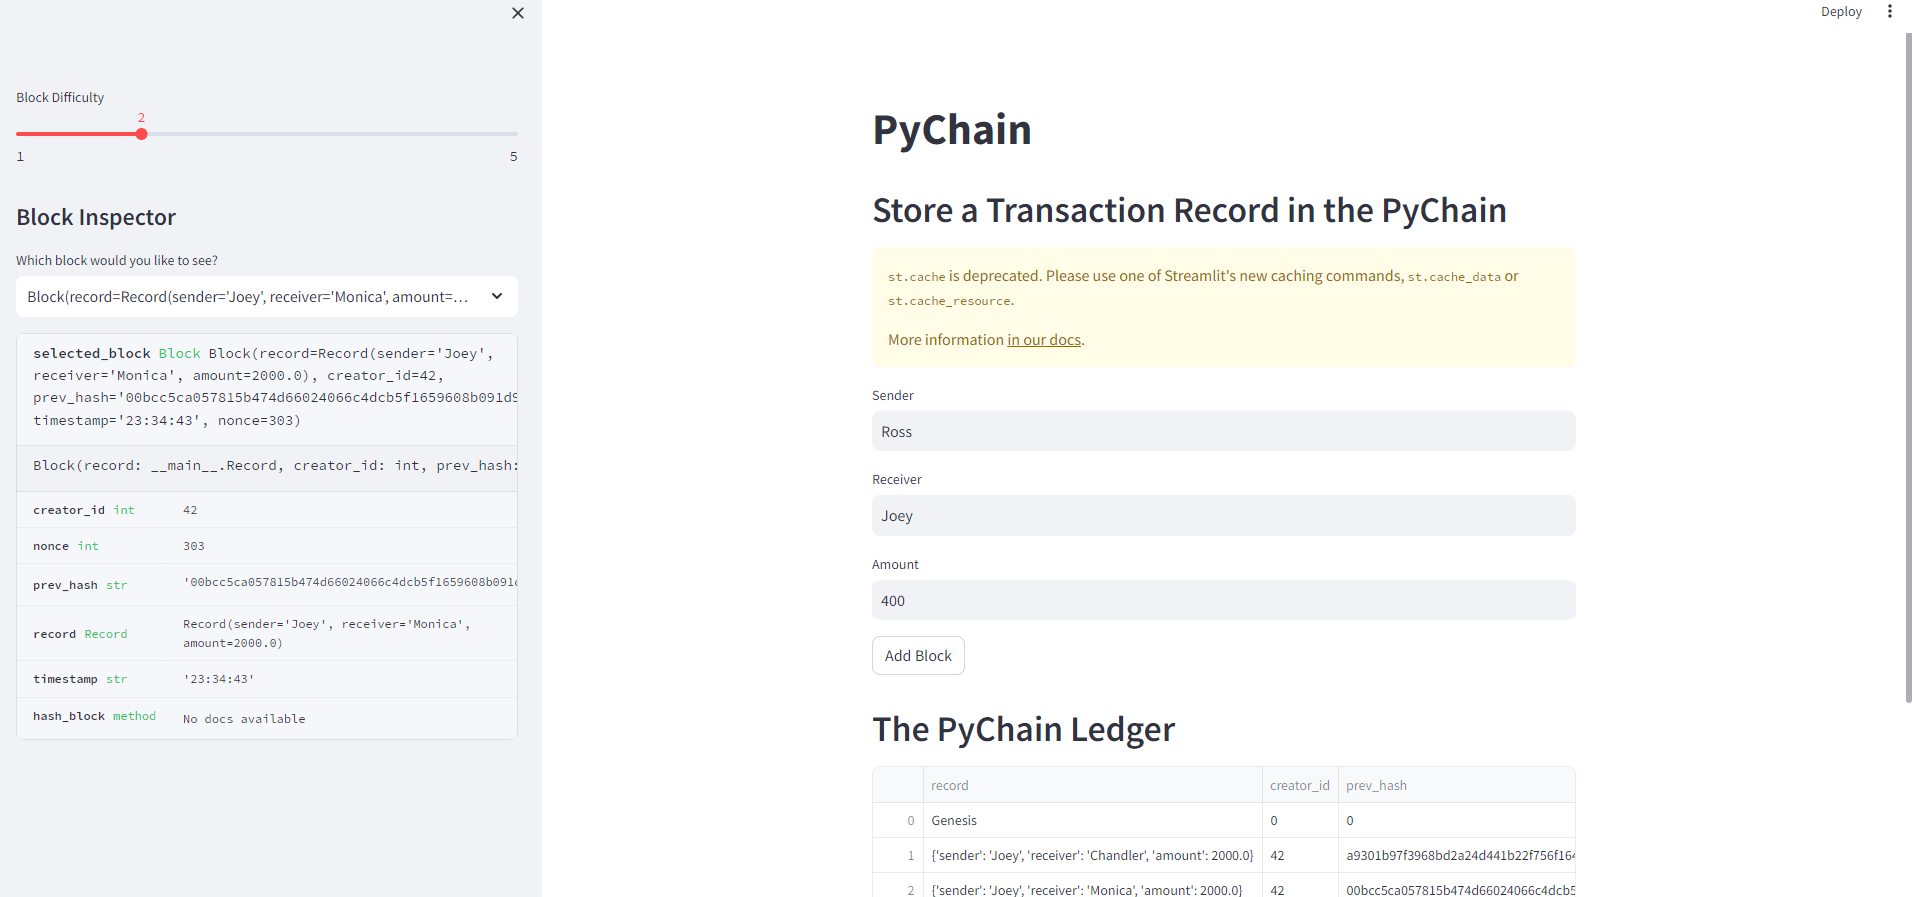 Block Difficulty
2
1 5
Block Inspector
Which block would you like to see?
Block(record=Record(sender='Joey', receiver='Monica', amount=...
selected_block Block Block(record=Record(sender='Joey',
receiver='Monica', amount=2000.0), creator_id=42,
prev_hash='00bcc5ca057815b474d66024066c4dcb5f1659608b091d9
timestamp='23:34:43', nonce=303)
Block(record: __main__.Record, creator_id: int, prev_hash:
creator_id int 42
nonce int 303
prev_hash str '00bcc5ca057815b474d66024066c4dcb5f1659608b091
record Record Record(sender='Joey', receiver='Monica',
amount=2000.0)
timestamp str '23:34:43'
hash_block method No docs available
Deploy
PyChain
Store a Transaction Record in the PyChain
st.cache is deprecated. Please use one of Streamlit's new caching commands, st.cache_data or
st.cache_resource.
More information in our docs.
Sender
Ross
Receiver
Joey
Amount
400
Add Block
The PyChain Ledger
record creator_id prev_hash
0 Genesis 0 0
1 {'sender': 'Joey', 'receiver': 'Chandler', 'amount': 2000.0} 42 a9301b97f3968bd2a24d441b22f756f164
2 {'sender': 'Joey', 'receiver': 'Monica', 'amount': 2000.0} 42 00bcc5ca057815b474d66024066c4dcb5